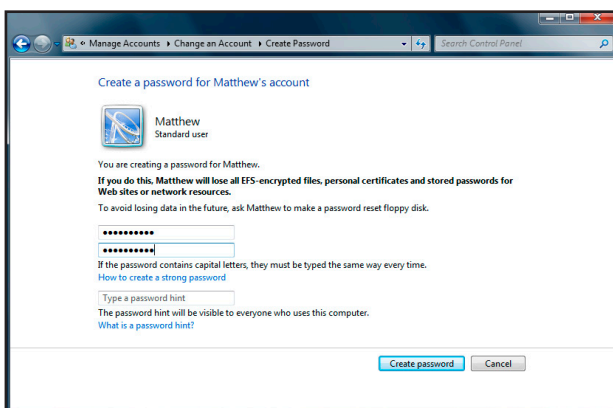 « Manage Accounts ▸ Change an Account ▸ Create Password Search Control Panel
Create a password for Matthew's account
Matthew
Standard user
You are creating a password for Matthew.
If you do this, Matthew will lose all EFS-encrypted files, personal certificates and stored passwords for
Web sites or network resources.
To avoid losing data in the future, ask Matthew to make a password reset floppy disk.
••••••••••
••••••••••
If the password contains capital letters, they must be typed the same way every time.
How to create a strong password
Type a password hint
The password hint will be visible to everyone who uses this computer.
What is a password hint?
Create password Cancel